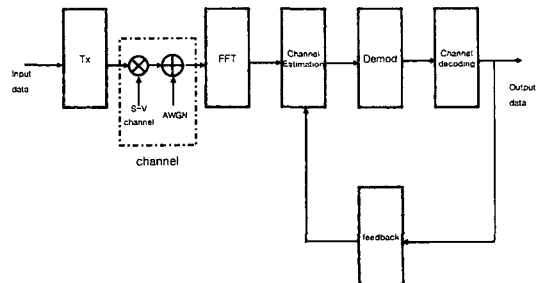 Input
data
Tx
S-V
channel
AWGN
channel
FFT
Channel
Estimation
Demod
Channel
decoding
Output
data
feedback